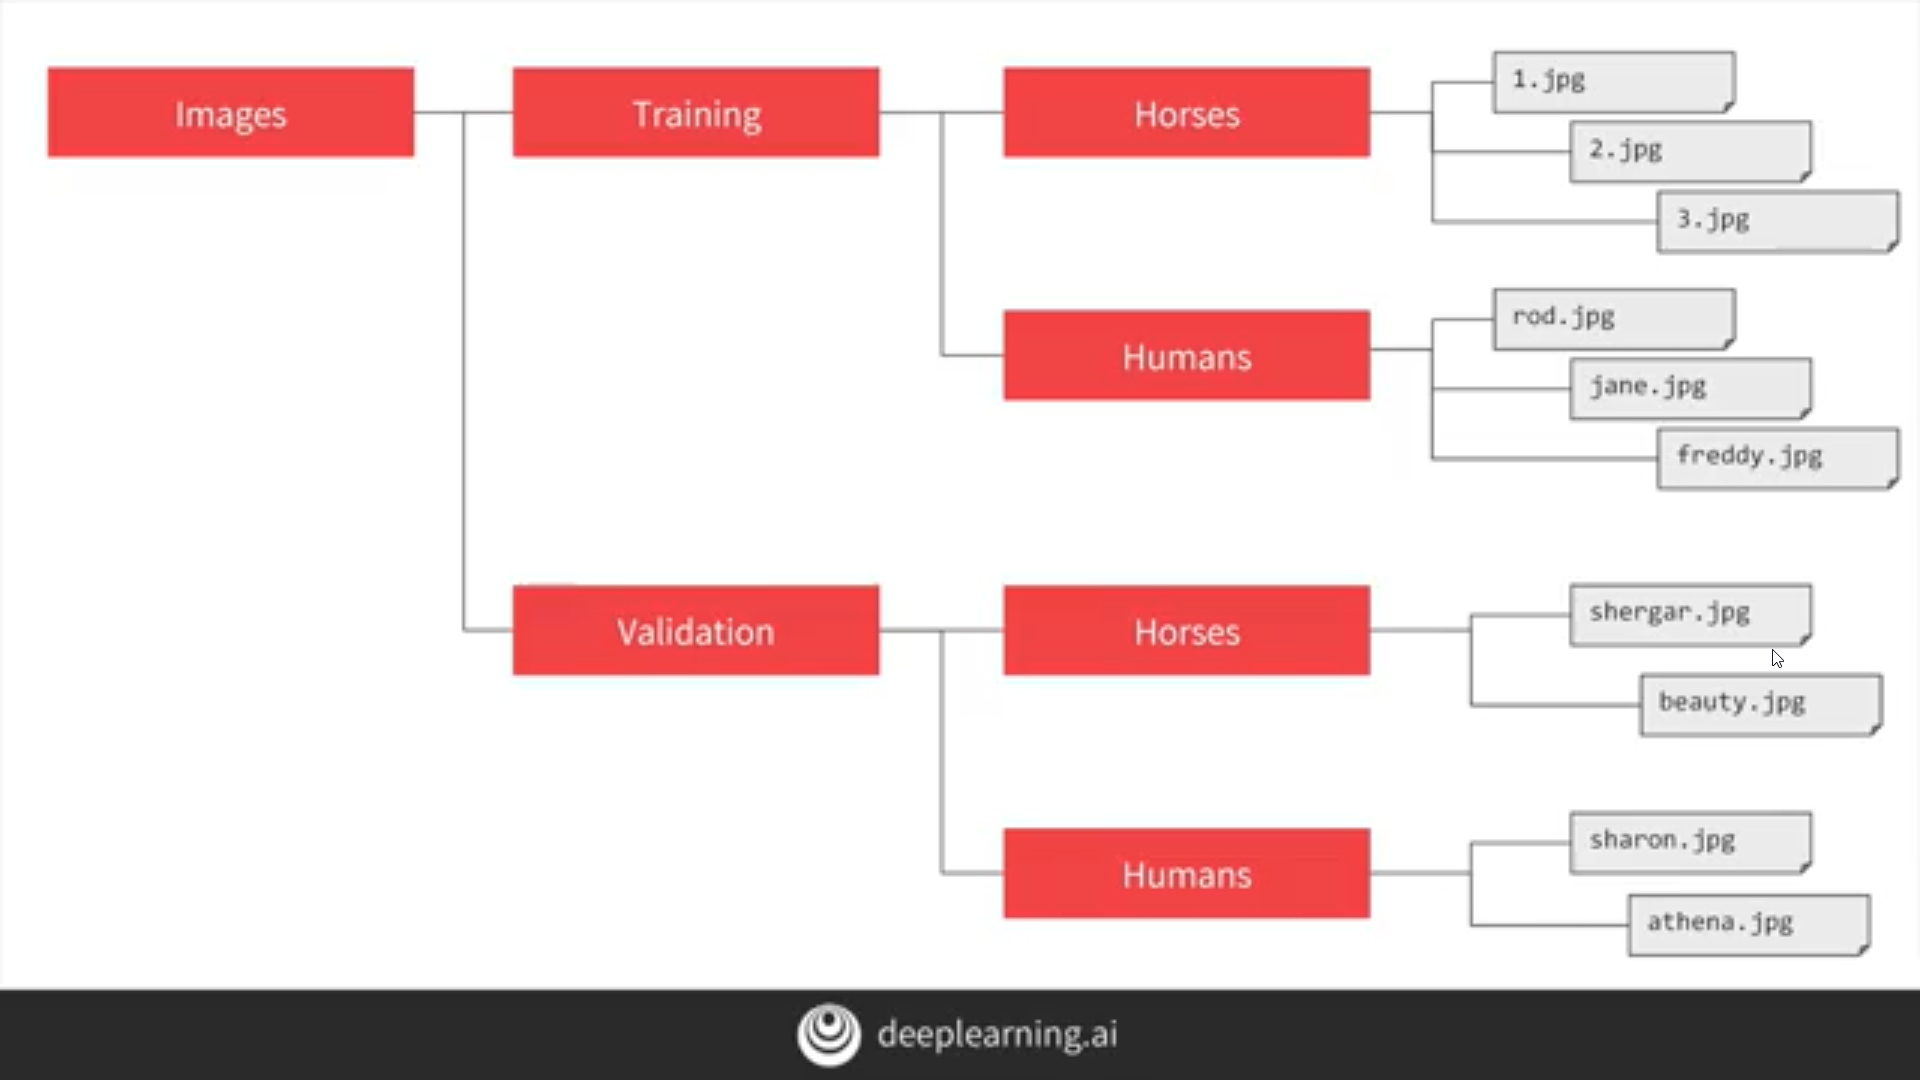 Images
Training
Horses
1.jpg
2.jpg
3.jpg
Humans
rod.jpg
jane.jpg
freddy.jpg
Validation
Horses
shergar.jpg
beauty.jpg
Humans
sharon.jpg
athena.jpg
deeplearning.ai